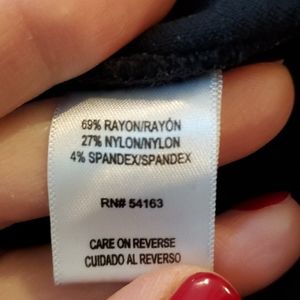 69% RAYON/RAYÓN
27% NYLON/NYLON
4% SPANDEX/SPANDEX
RN# 54163
CARE ON REVERSE
CUIDADO AL REVERSO